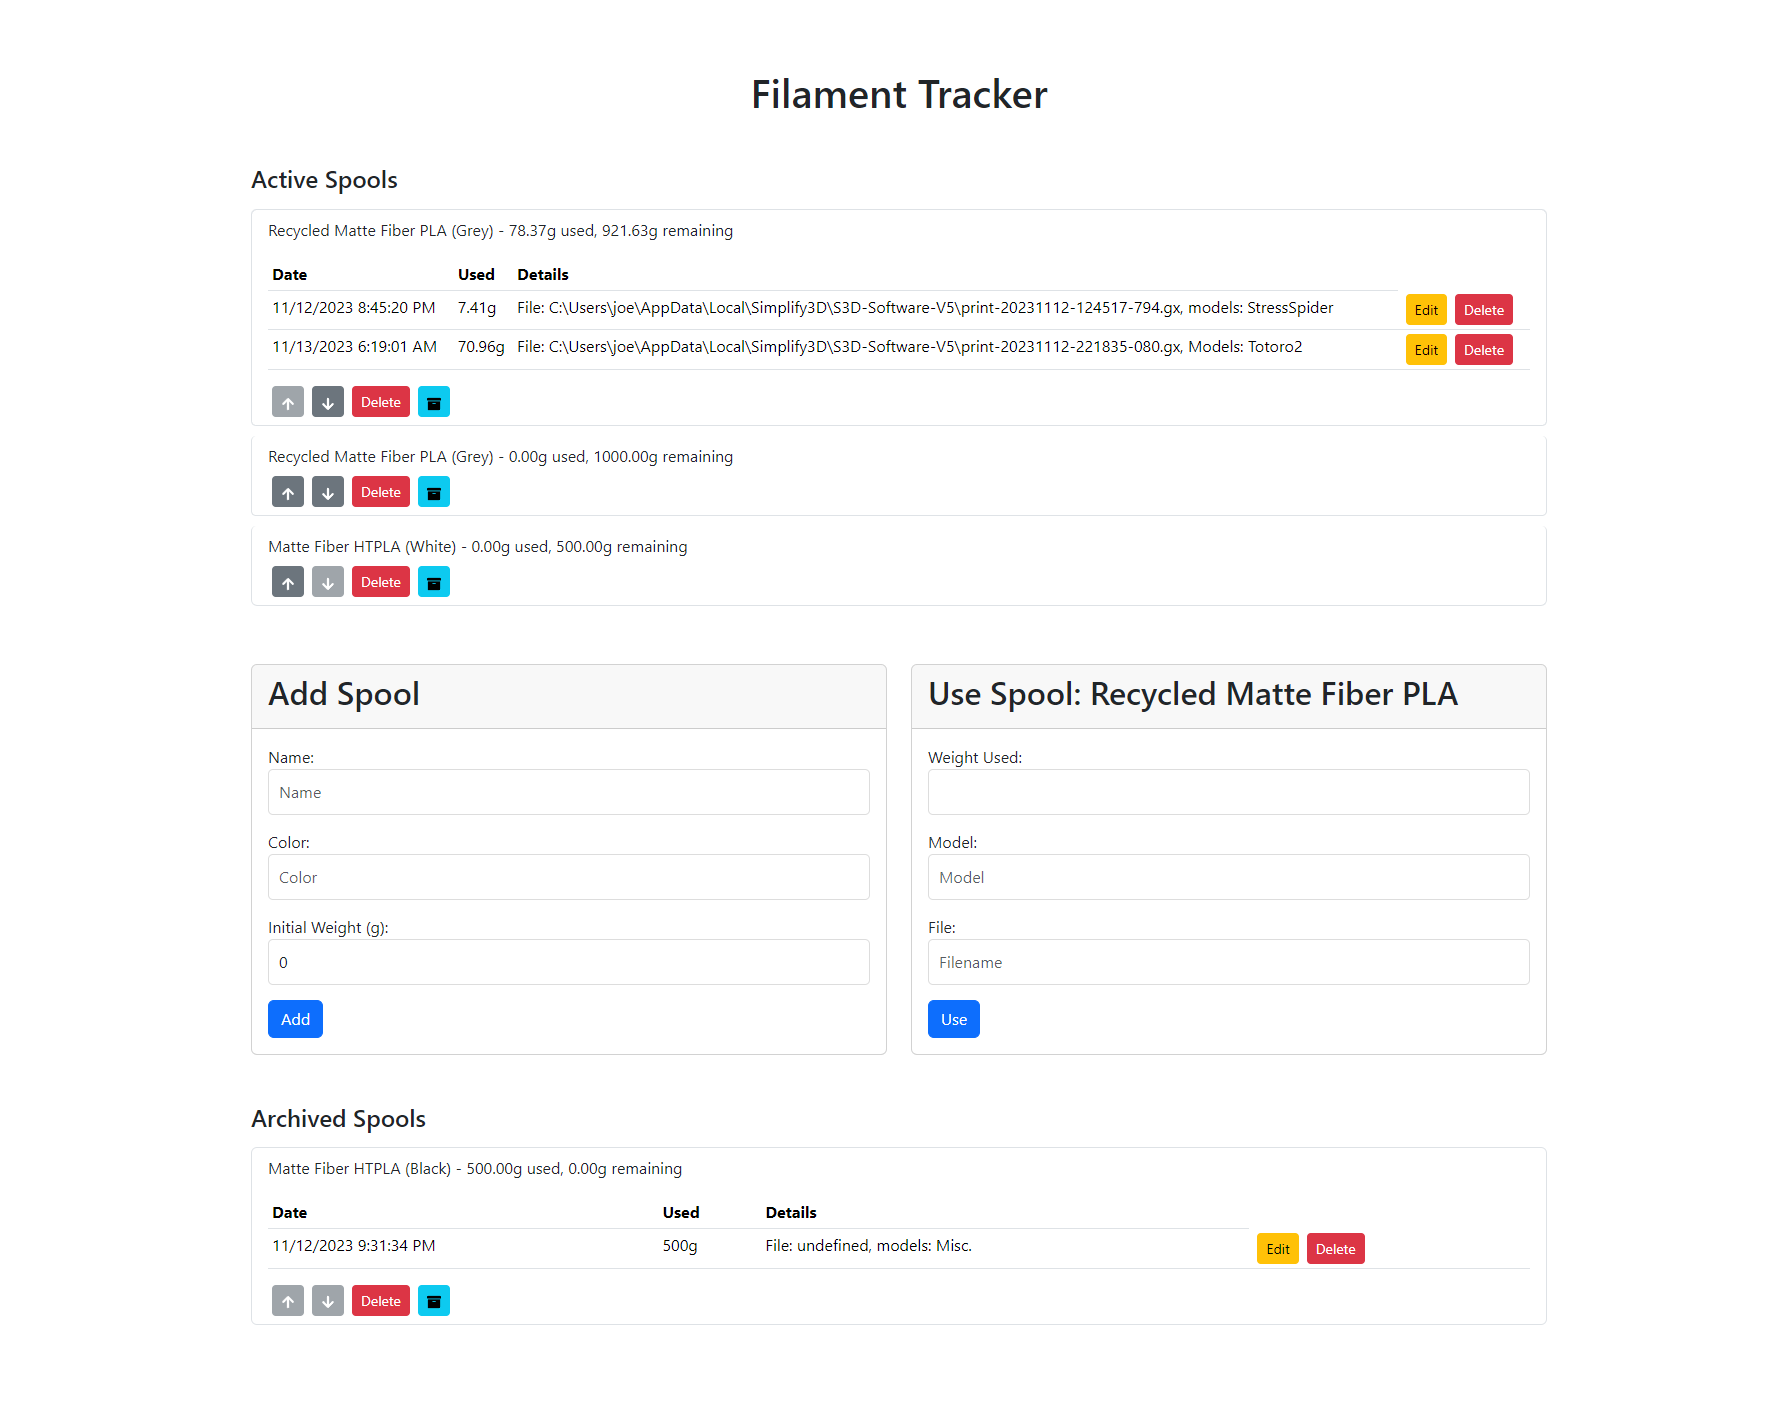 Filament Tracker
Active Spools
Recycled Matte Fiber PLA (Grey) - 78.37g used, 921.63g remaining
Date Used Details
11/12/2023 8:45:20 PM 7.41g File: C:\Users\joe\AppData\Local\Simplify3D\S3D-Software-V5\print-20231112-124517-794.gx, models: StressSpider Edit Delete
11/13/2023 6:19:01 AM 70.96g File: C:\Users\joe\AppData\Local\Simplify3D\S3D-Software-V5\print-20231112-221835-080.gx, Models: Totoro2 Edit Delete
Delete
Recycled Matte Fiber PLA (Grey) - 0.00g used, 1000.00g remaining
Delete
Matte Fiber HTPLA (White) - 0.00g used, 500.00g remaining
Delete
Add Spool
Name:
Name
Color:
Color
Initial Weight (g):
0
Add
Use Spool: Recycled Matte Fiber PLA
Weight Used:
Model:
Model
File:
Filename
Use
Archived Spools
Matte Fiber HTPLA (Black) - 500.00g used, 0.00g remaining
Date Used Details
11/12/2023 9:31:34 PM 500g File: undefined, models: Misc. Edit Delete
Delete